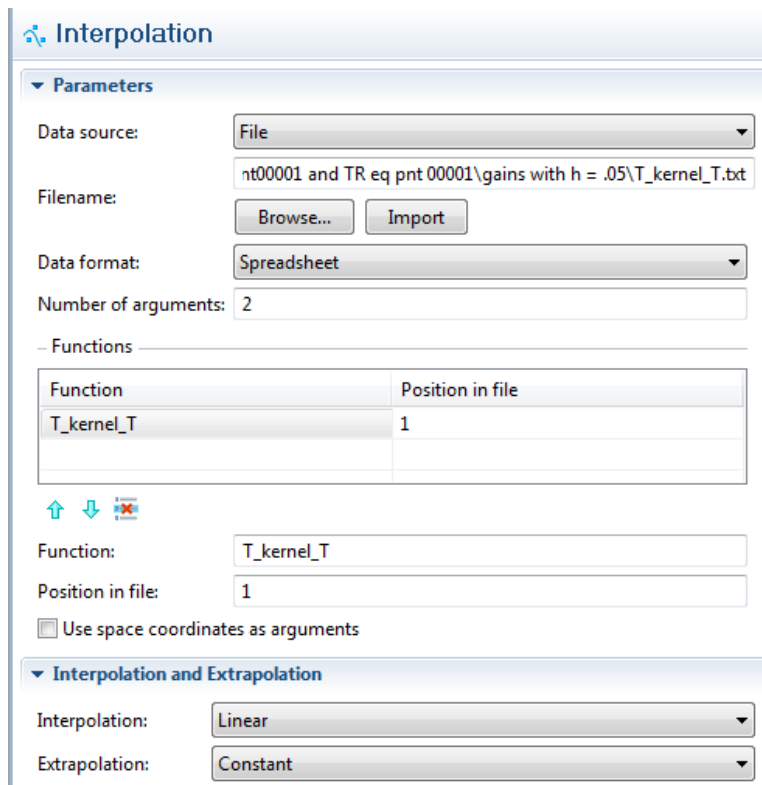 Interpolation
Parameters
Data source: File
nt00001 and TR eq pnt 00001\gains with h = .05\T_kernel_T.txt
Filename:
Browse... Import
Data format: Spreadsheet
Number of arguments: 2
Functions
Function Position in file
T_kernel_T 1
Function: T_kernel_T
Position in file: 1
Use space coordinates as arguments
Interpolation and Extrapolation
Interpolation: Linear
Extrapolation: Constant